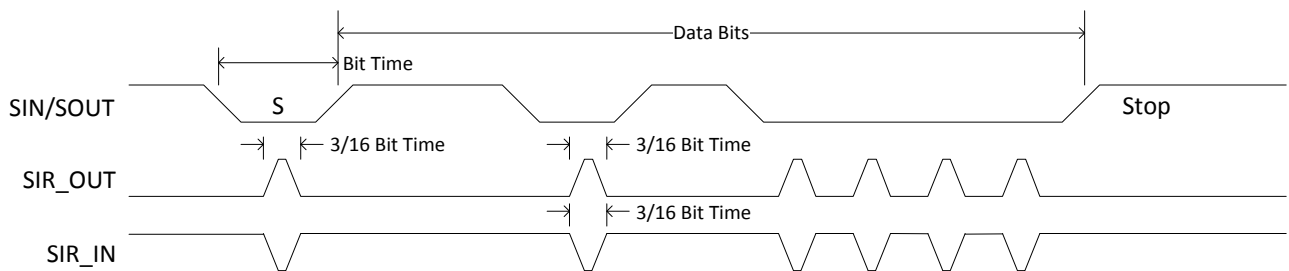 Data Bits
Bit Time
SIN/SOUT
S
Stop
3/16 Bit Time
3/16 Bit Time
SIR_OUT
3/16 Bit Time
SIR_IN